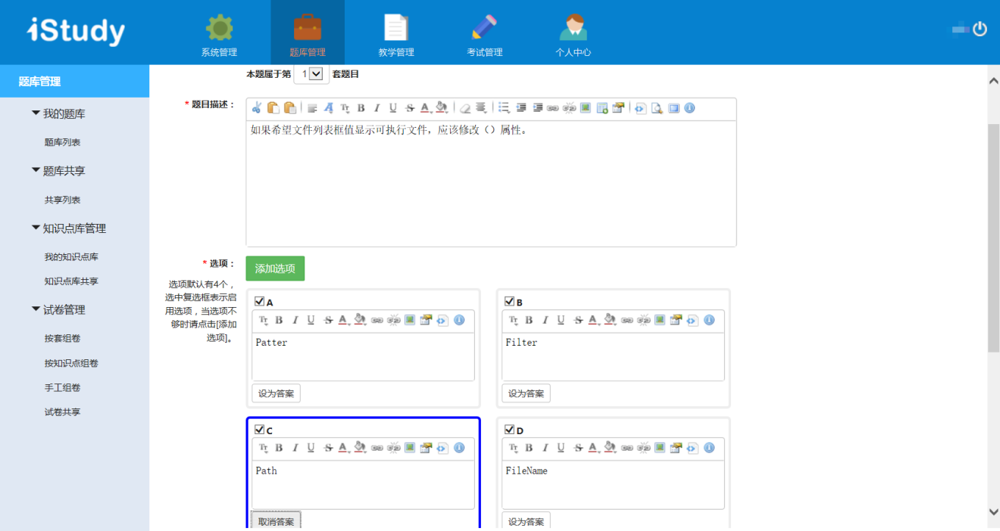 iStudy
系统管理
题库管理
教学管理
考试管理
个人中心
题库管理
我的题库
题库列表
题库共享
共享列表
知识点库管理
我的知识点库
知识点库共享
试卷管理
按套组卷
按知识点组卷
手工组卷
试卷共享
本题属于第 1 套题目
* 题目描述：
如果希望文件列表框值显示可执行文件，应该修改（）属性。
* 选项：
添加选项
选项默认有4个，
选中复选框表示启
用选项，当选项不
够时请点击[添加
选项]。
A
Patter
设为答案
B
Filter
设为答案
C
Path
取消答案
D
FileName
设为答案